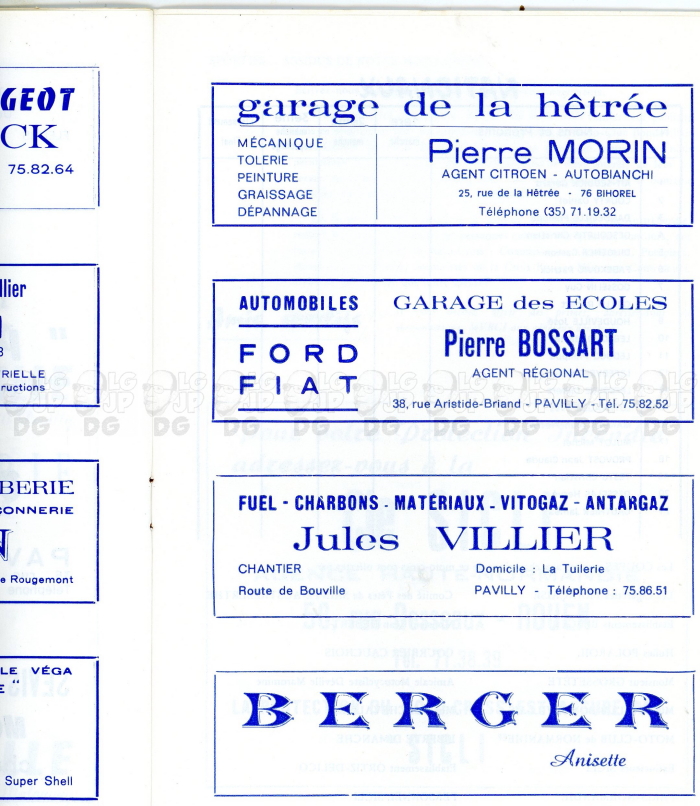 GEOT
CK
75.82.64
llier
RIELLE
ructions
BERIE
ÇONNERIE
N
e Rougemont
LE VÉGA
E "
Super Shell
garage de la hêtrée
MÉCANIQUE
TOLERIE
PEINTURE
GRAISSAGE
DÉPANNAGE
Pierre MORIN
AGENT CITROEN - AUTOBIANCHI
25, rue de la Hêtrée - 76 BIHOREL
Téléphone (35) 71.19.32
AUTOMOBILES
FORD
FIAT
GARAGE des ECOLES
Pierre BOSSART
AGENT RÉGIONAL
38, rue Aristide-Briand - PAVILLY - Tél. 75.82.52
FUEL - CHARBONS - MATÉRIAUX - VITOGAZ - ANTARGAZ
Jules VILLIER
CHANTIER
Route de Bouville
Domicile : La Tuilerie
PAVILLY - Téléphone : 75.86.51
BERGER
Anisette